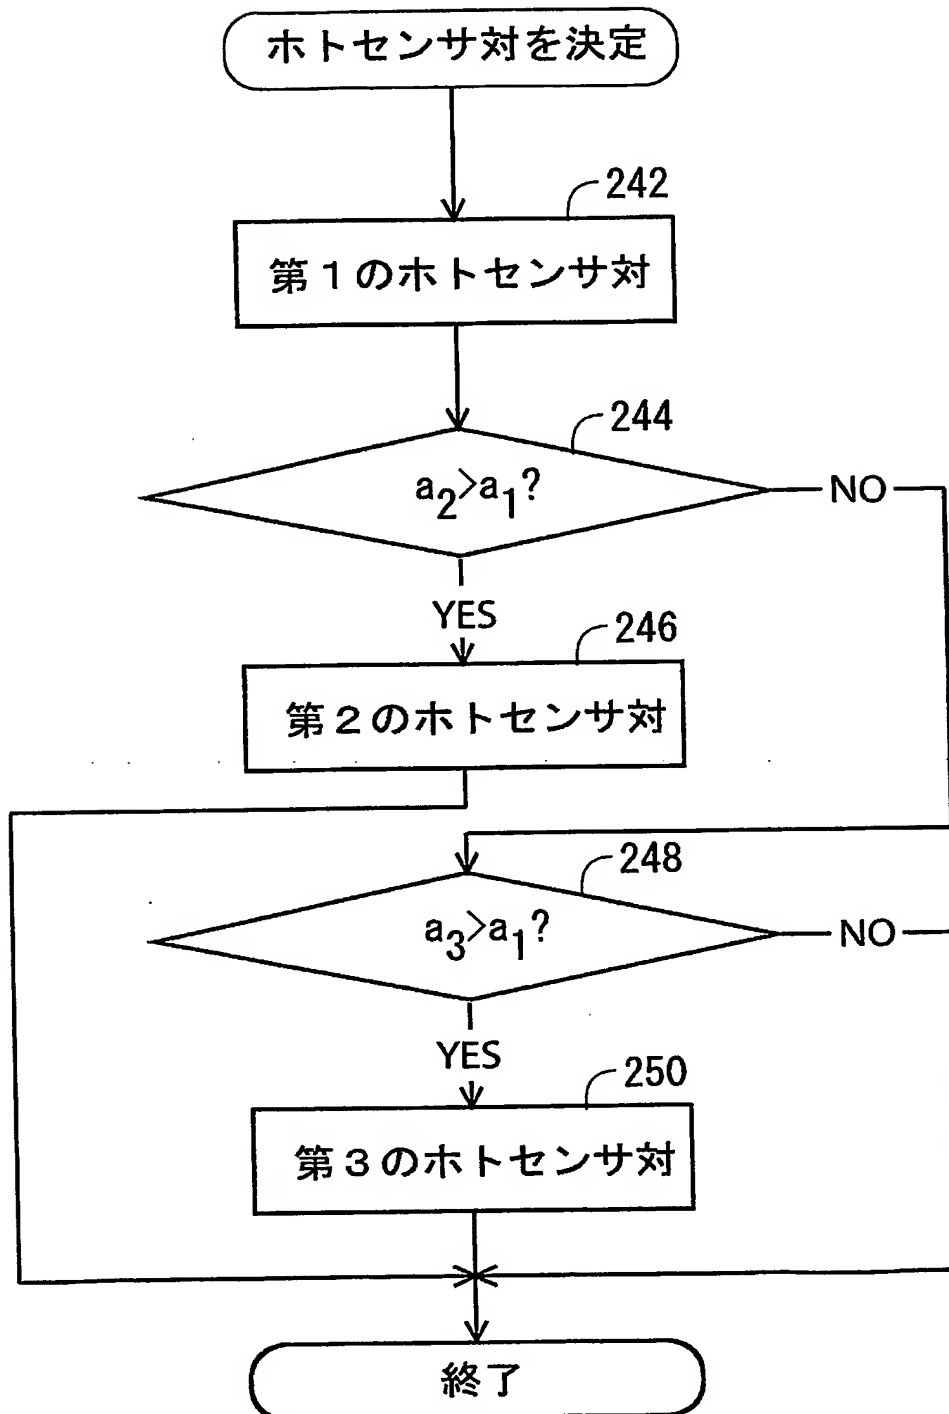 ホトセンサ対を決定
242
第１のホトセンサ対
244
a₂>a₁?
NO
YES
246
第２のホトセンサ対
248
a₃>a₁?
NO
YES
250
第３のホトセンサ対
終了